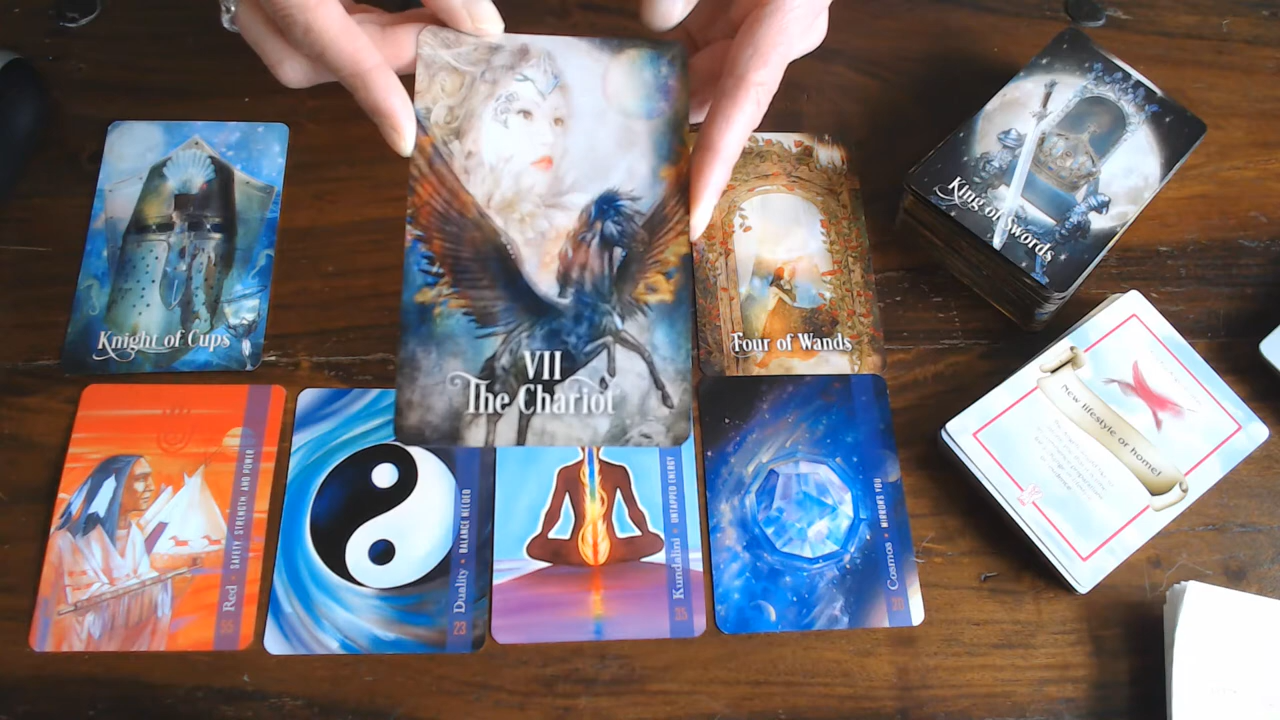 VII
The Chariot
Knight of Cups
Four of Wands
King of Swords
New lifestyle or home!
55 Red • SAFETY, STRENGTH AND POWER
23 Duality • BALANCE NEEDED
35 Kundalini • UNTAPPED ENERGY
Cosmos • MIRRORS YOU